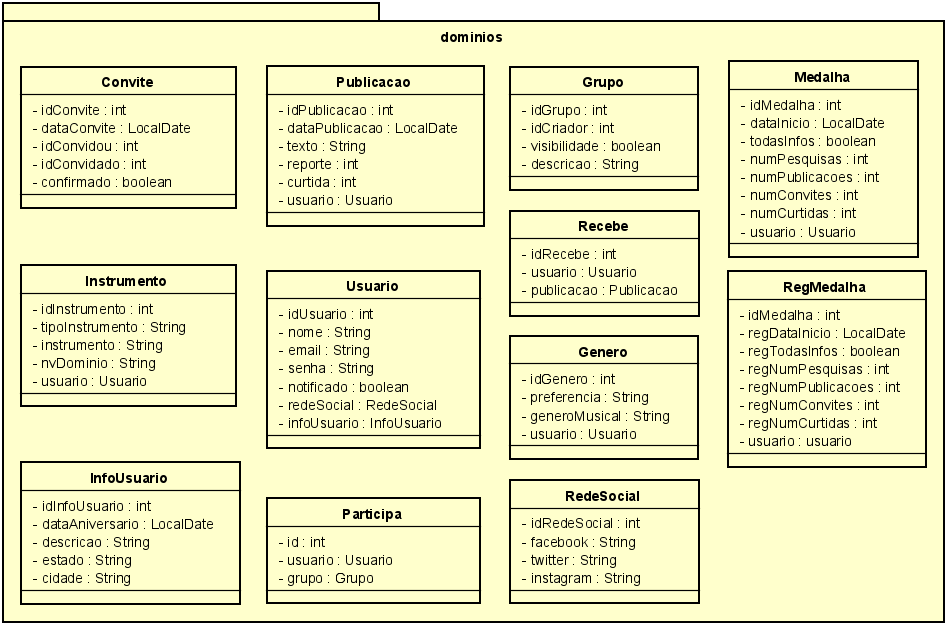 dominios
Convite
- idConvite : int
- dataConvite : LocalDate
- idConvidou : int
- idConvidado : int
- confirmado : boolean
Publicacao
- idPublicacao : int
- dataPublicacao : LocalDate
- texto : String
- reporte : int
- curtida : int
- usuario : Usuario
Grupo
- idGrupo : int
- idCriador : int
- visibilidade : boolean
- descricao : String
Medalha
- idMedalha : int
- dataInicio : LocalDate
- todasInfos : boolean
- numPesquisas : int
- numPublicacoes : int
- numConvites : int
- numCurtidas : int
- usuario : Usuario
Recebe
- idRecebe : int
- usuario : Usuario
- publicacao : Publicacao
Instrumento
- idInstrumento : int
- tipoInstrumento : String
- instrumento : String
- nvDominio : String
- usuario : Usuario
Usuario
- idUsuario : int
- nome : String
- email : String
- senha : String
- notificado : boolean
- redeSocial : RedeSocial
- infoUsuario : InfoUsuario
Genero
- idGenero : int
- preferencia : String
- generoMusical : String
- usuario : Usuario
RegMedalha
- idMedalha : int
- regDataInicio : LocalDate
- regTodasInfos : boolean
- regNumPesquisas : int
- regNumPublicacoes : int
- regNumConvites : int
- regNumCurtidas : int
- usuario : usuario
InfoUsuario
- idInfoUsuario : int
- dataAniversario : LocalDate
- descricao : String
- estado : String
- cidade : String
Participa
- id : int
- usuario : Usuario
- grupo : Grupo
RedeSocial
- idRedeSocial : int
- facebook : String
- twitter : String
- instagram : String